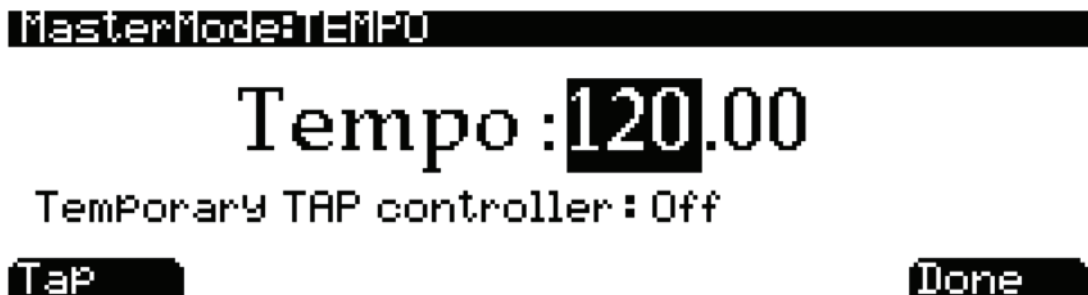 MasterMode:TEMPO
Tempo:120.00
Temporary TAP controller:Off
Tap Done